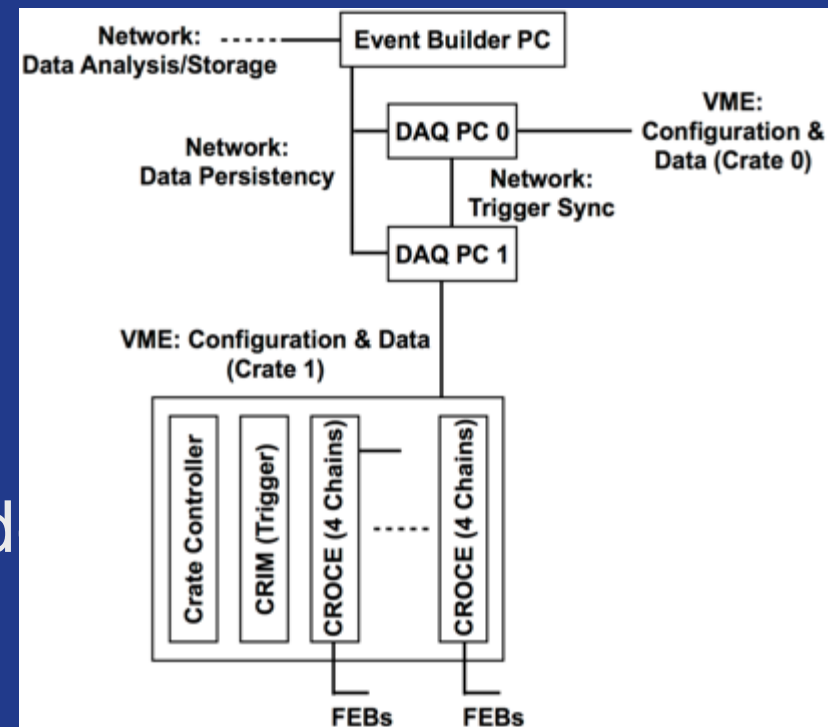 Network:
Data Analysis/Storage
Event Builder PC
DAQ PC 0
VME:
Configuration &
Data (Crate 0)
Network:
Data Persistency
Network:
Trigger Sync
DAQ PC 1
VME: Configuration & Data
(Crate 1)
Crate Controller
CRIM (Trigger)
CROCE (4 Chains)
CROCE (4 Chains)
FEBs
FEBs